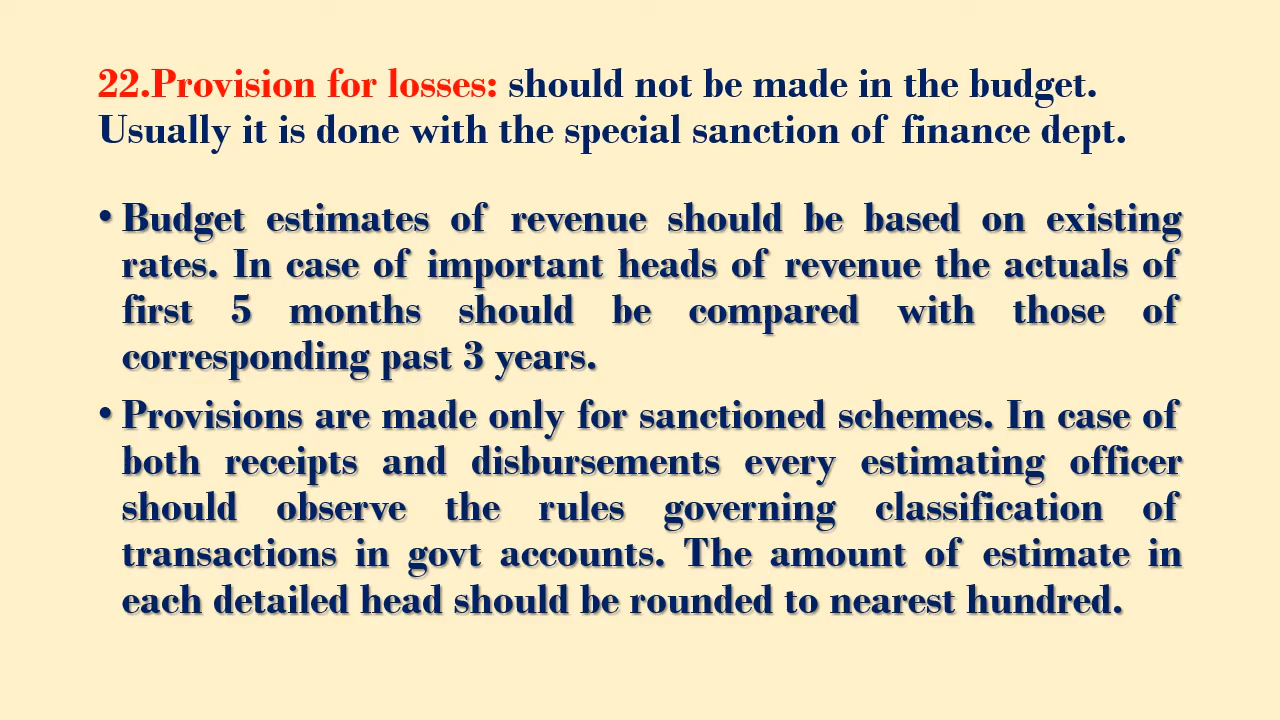 22.Provision for losses: should not be made in the budget.
Usually it is done with the special sanction of finance dept.
• Budget estimates of revenue should be based on existing
rates. In case of important heads of revenue the actuals of
first 5 months should be compared with those of
corresponding past 3 years.
• Provisions are made only for sanctioned schemes. In case of
both receipts and disbursements every estimating officer
should observe the rules governing classification of
transactions in govt accounts. The amount of estimate in
each detailed head should be rounded to nearest hundred.